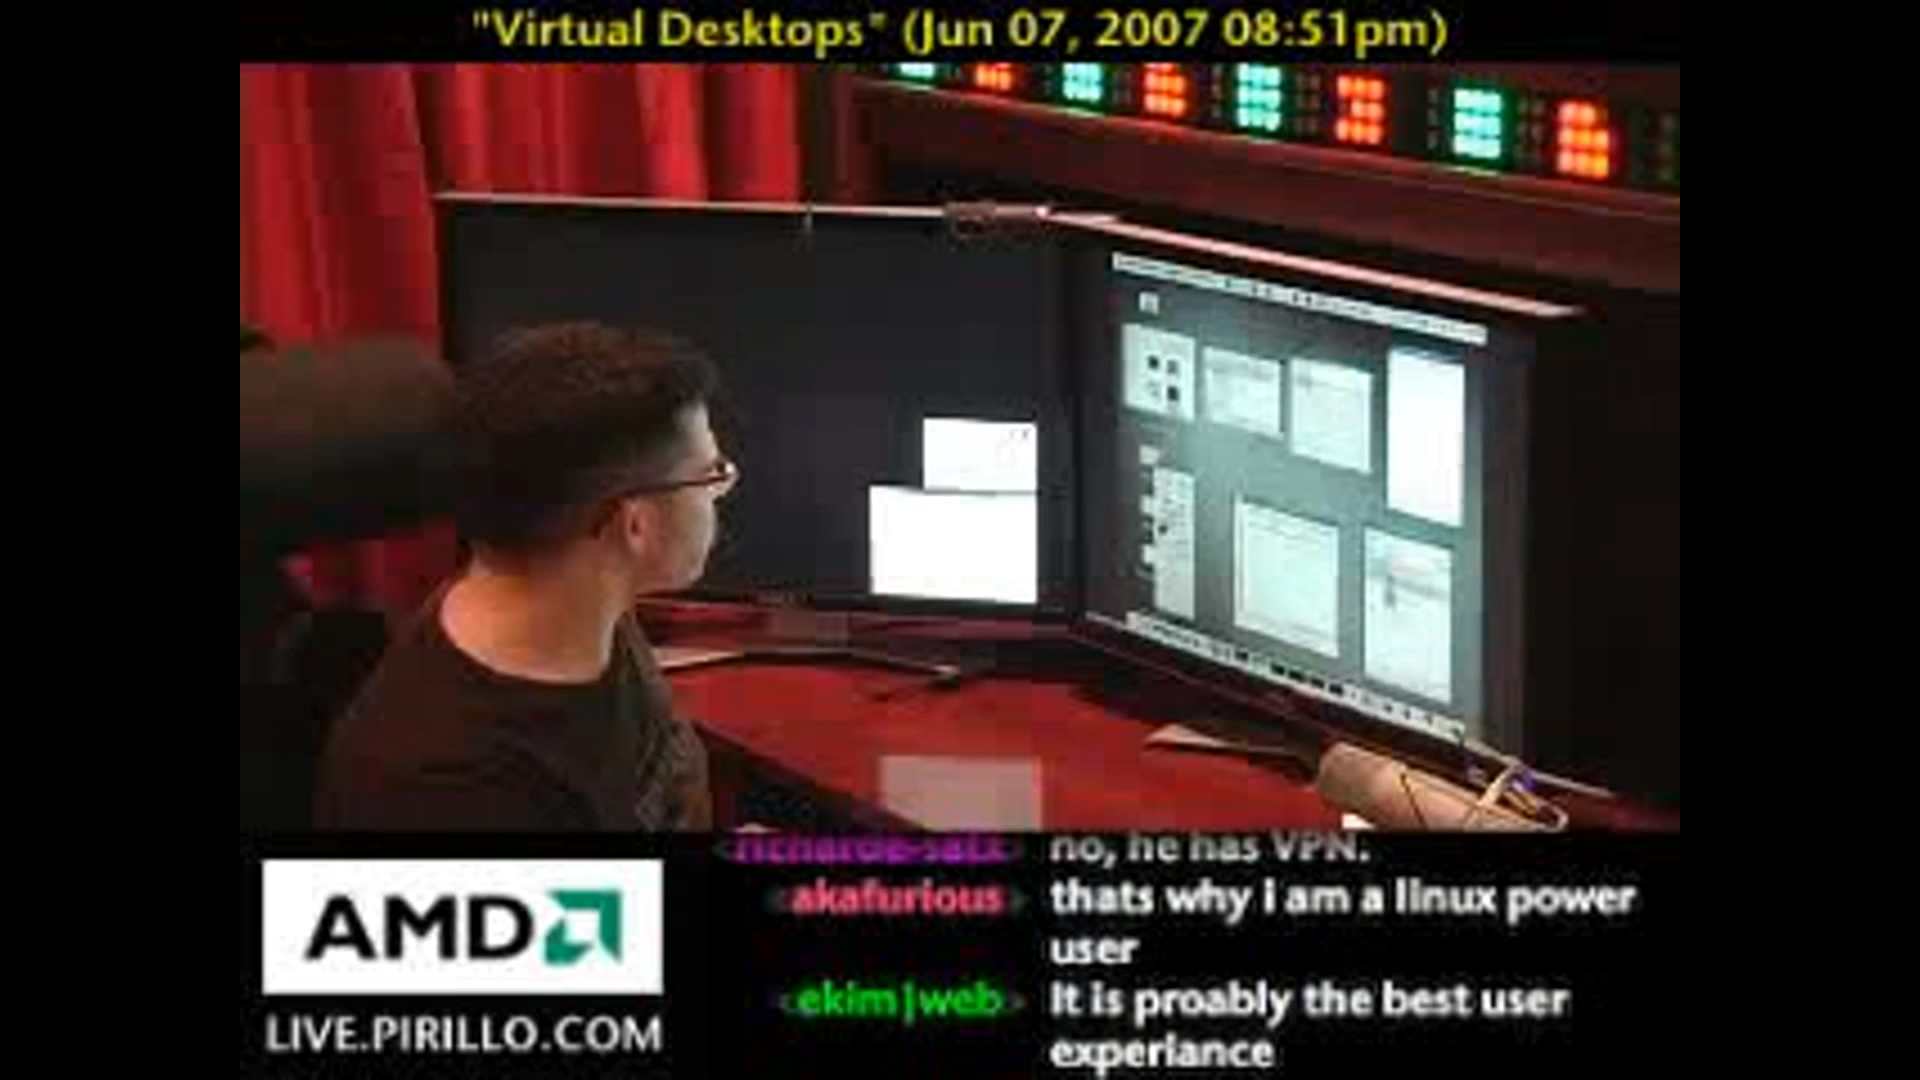 "Virtual Desktops" (Jun 07, 2007 08:51pm)
no, he has VPN.
<akafurious> thats why i am a linux power
user
<ekim|web> It is proably the best user
experiance
AMD
LIVE.PIRILLO.COM